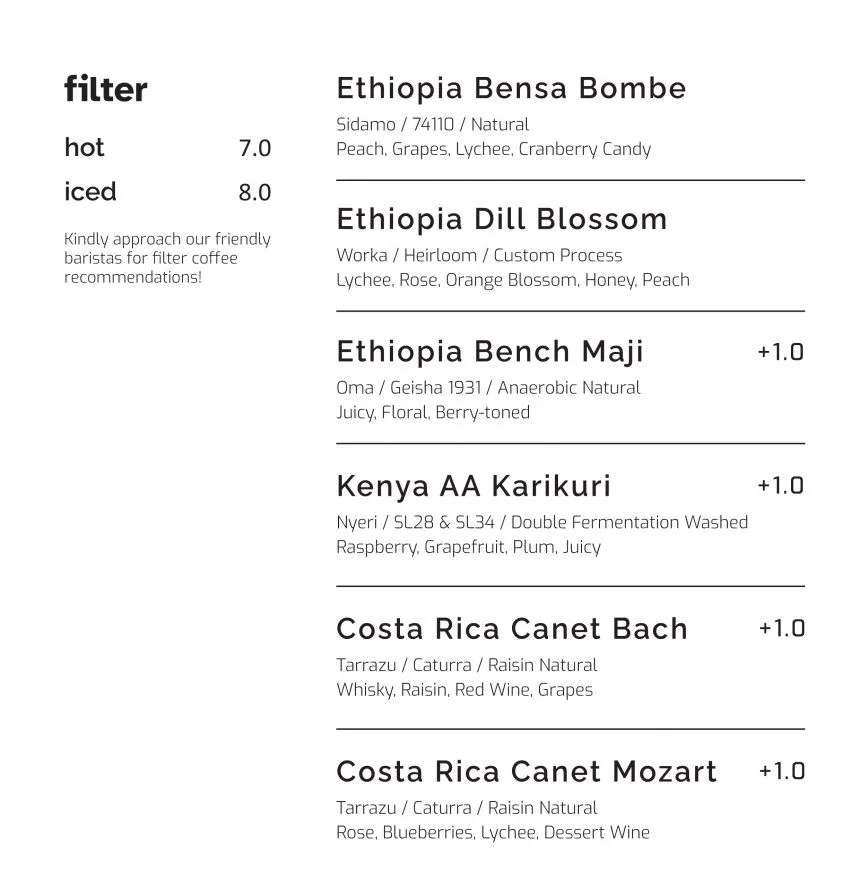 filter
hot 7.0
iced 8.0
Kindly approach our friendly
baristas for filter coffee
recommendations!
Ethiopia Bensa Bombe
Sidamo / 74110 / Natural
Peach, Grapes, Lychee, Cranberry Candy
Ethiopia Dill Blossom
Worka / Heirloom / Custom Process
Lychee, Rose, Orange Blossom, Honey, Peach
Ethiopia Bench Maji +1.0
Oma / Geisha 1931 / Anaerobic Natural
Juicy, Floral, Berry-toned
Kenya AA Karikuri +1.0
Nyeri / SL28 & SL34 / Double Fermentation Washed
Raspberry, Grapefruit, Plum, Juicy
Costa Rica Canet Bach +1.0
Tarrazu / Caturra / Raisin Natural
Whisky, Raisin, Red Wine, Grapes
Costa Rica Canet Mozart +1.0
Tarrazu / Caturra / Raisin Natural
Rose, Blueberries, Lychee, Dessert Wine